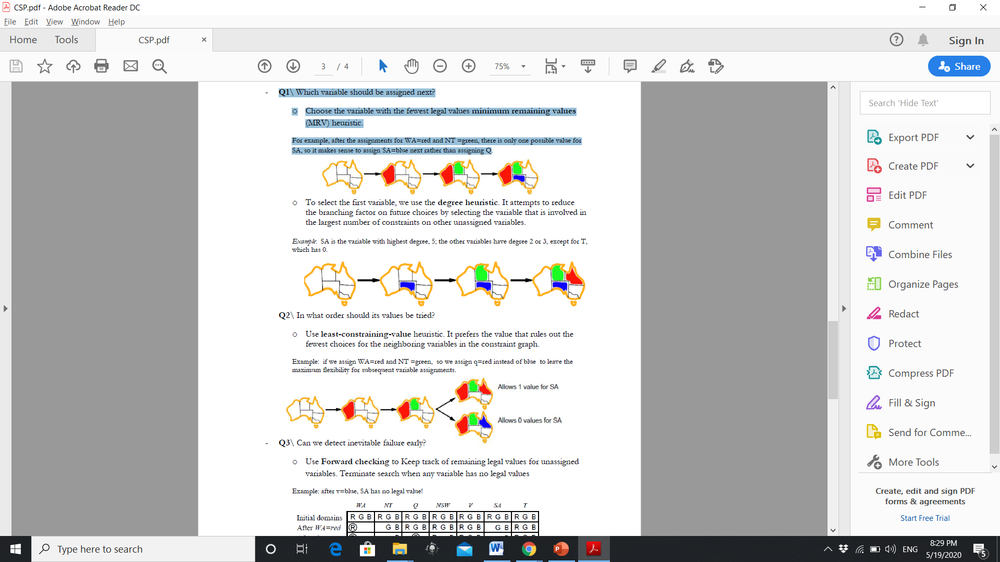 CSP.pdf - Adobe Acrobat Reader DC
File Edit View Window Help
Home Tools CSP.pdf × Sign In
3 / 4 75% Share
- Q1\ Which variable should be assigned next?
o Choose the variable with the fewest legal values minimum remaining values
(MRV) heuristic.
For example, after the assignments for WA=red and NT =green, there is only one possible value for
SA, so it makes sense to assign SA=blue next rather than assigning Q.
o To select the first variable, we use the degree heuristic. It attempts to reduce
the branching factor on future choices by selecting the variable that is involved in
the largest number of constraints on other unassigned variables.
Example: SA is the variable with highest degree, 5; the other variables have degree 2 or 3, except for T,
which has 0.
Q2\ In what order should its values be tried?
o Use least-constraining-value heuristic. It prefers the value that rules out the
fewest choices for the neighboring variables in the constraint graph.
Example: if we assign WA=red and NT =green, so we assign q=red instead of blue to leave the
maximum flexibility for subsequent variable assignments.
Allows 1 value for SA
Allows 0 values for SA
- Q3\ Can we detect inevitable failure early?
o Use Forward checking to Keep track of remaining legal values for unassigned
variables. Terminate search when any variable has no legal values
Example: after v=blue, SA has no legal value!
WA NT Q NSW V SA T
Initial domains R G B R G B R G B R G B R G B R G B R G B
After WA=red R G B R G B R G B R G B G B R G B
Search 'Hide Text'
Export PDF
Create PDF
Edit PDF
Comment
Combine Files
Organize Pages
Redact
Protect
Compress PDF
Fill & Sign
Send for Comme...
More Tools
Create, edit and sign PDF
forms & agreements
Start Free Trial
Type here to search
ENG
8:29 PM
5/19/2020
5